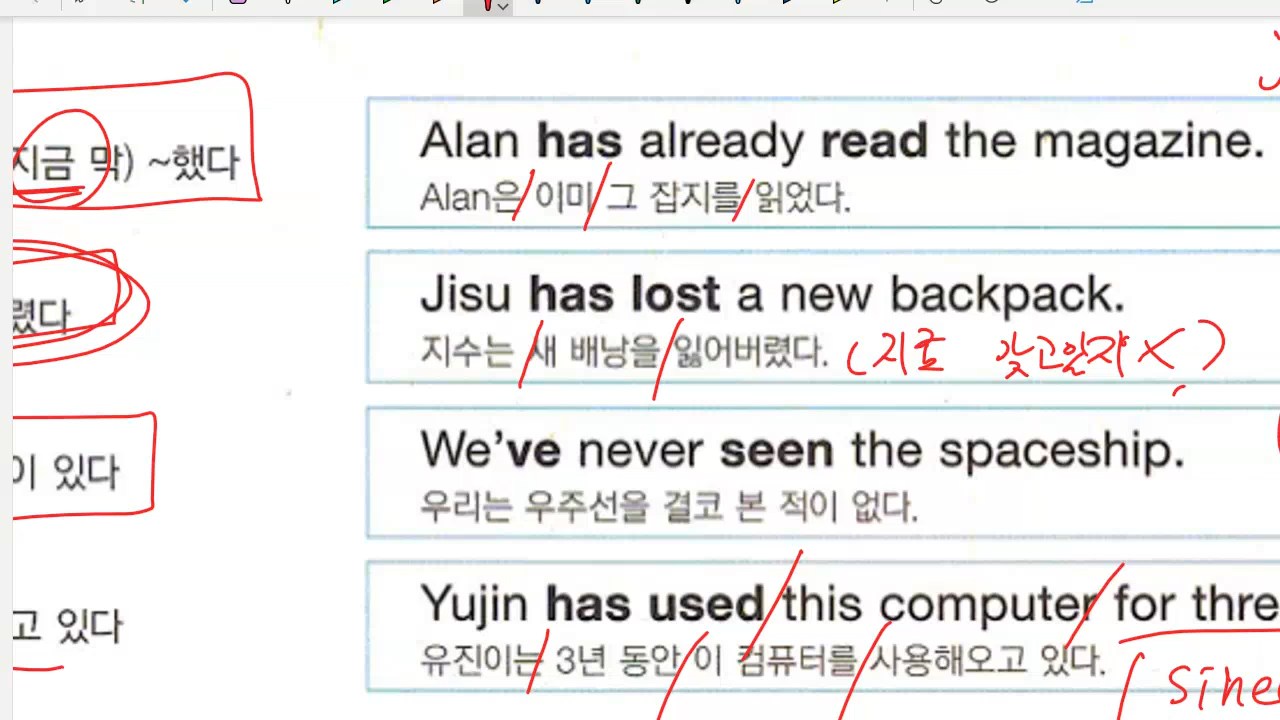 지금 막) ~했다
Alan has already read the magazine.
Alan은 이미 그 잡지를 읽었다.
렸다
Jisu has lost a new backpack.
지수는 새 배낭을 잃어버렸다. (지금 갖고있지 X)
이 있다
We've never seen the spaceship.
우리는 우주선을 결코 본 적이 없다.
고 있다
Yujin has used this computer for thre
유진이는 3년 동안 이 컴퓨터를 사용해오고 있다.